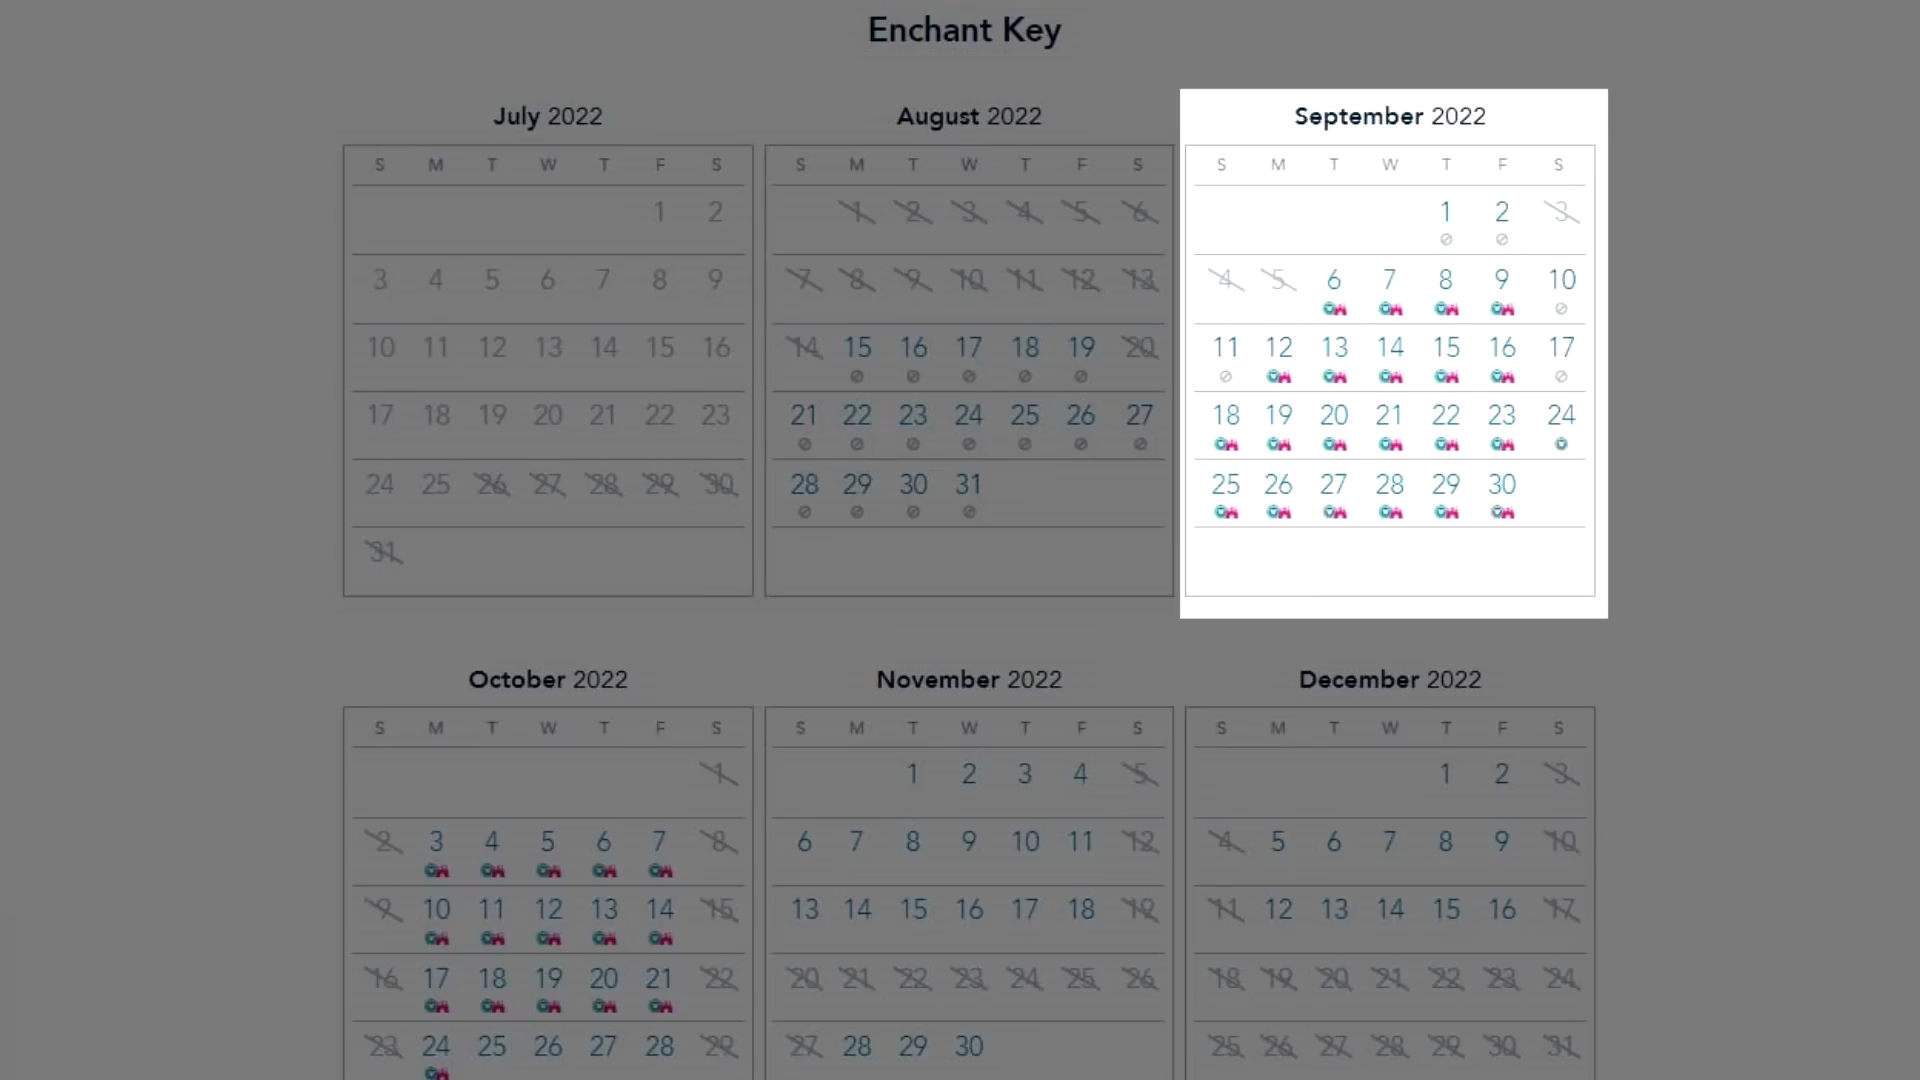 Enchant Key
July 2022
S M T W T F S
1 2
3 4 5 6 7 8 9
10 11 12 13 14 15 16
17 18 19 20 21 22 23
24 25 26 27 28 29 30
31
August 2022
S M T W T F S
1 2 3 4 5 6
7 8 9 10 11 12 13
14 15 16 17 18 19 20
21 22 23 24 25 26 27
28 29 30 31
September 2022
S M T W T F S
1 2 3
4 5 6 7 8 9 10
11 12 13 14 15 16 17
18 19 20 21 22 23 24
25 26 27 28 29 30
October 2022
S M T W T F S
1
2 3 4 5 6 7 8
9 10 11 12 13 14 15
16 17 18 19 20 21 22
23 24 25 26 27 28 29
November 2022
S M T W T F S
1 2 3 4 5
6 7 8 9 10 11 12
13 14 15 16 17 18 19
20 21 22 23 24 25 26
27 28 29 30
December 2022
S M T W T F S
1 2 3
4 5 6 7 8 9 10
11 12 13 14 15 16 17
18 19 20 21 22 23 24
25 26 27 28 29 30 31